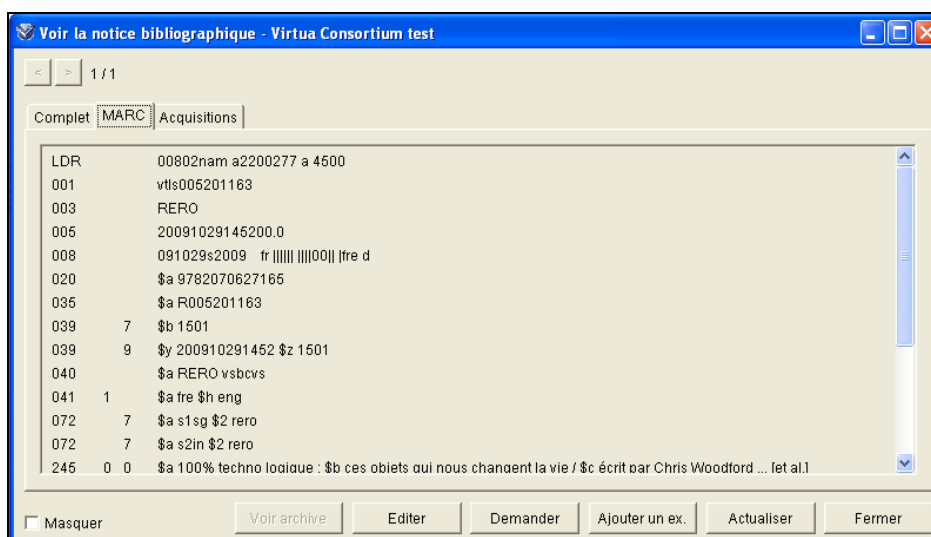 Voir la notice bibliographique - Virtua Consortium test
< > 1 / 1
Complet MARC Acquisitions
LDR 00802nam a2200277 a 4500
001 vtls005201163
003 RERO
005 20091029145200.0
008 091029s2009 fr |||||| ||||00|| |fre d
020 $a 9782070627165
035 $a R005201163
039 7 $b 1501
039 9 $y 200910291452 $z 1501
040 $a RERO vsbcvs
041 1 $a fre $h eng
072 7 $a s1sg $2 rero
072 7 $a s2in $2 rero
245 0 0 $a 100% techno logique : $b ces objets qui nous changent la vie / $c écrit par Chris Woodford ... [et al.]
Masquer Voir archive Editer Demander Ajouter un ex. Actualiser Fermer